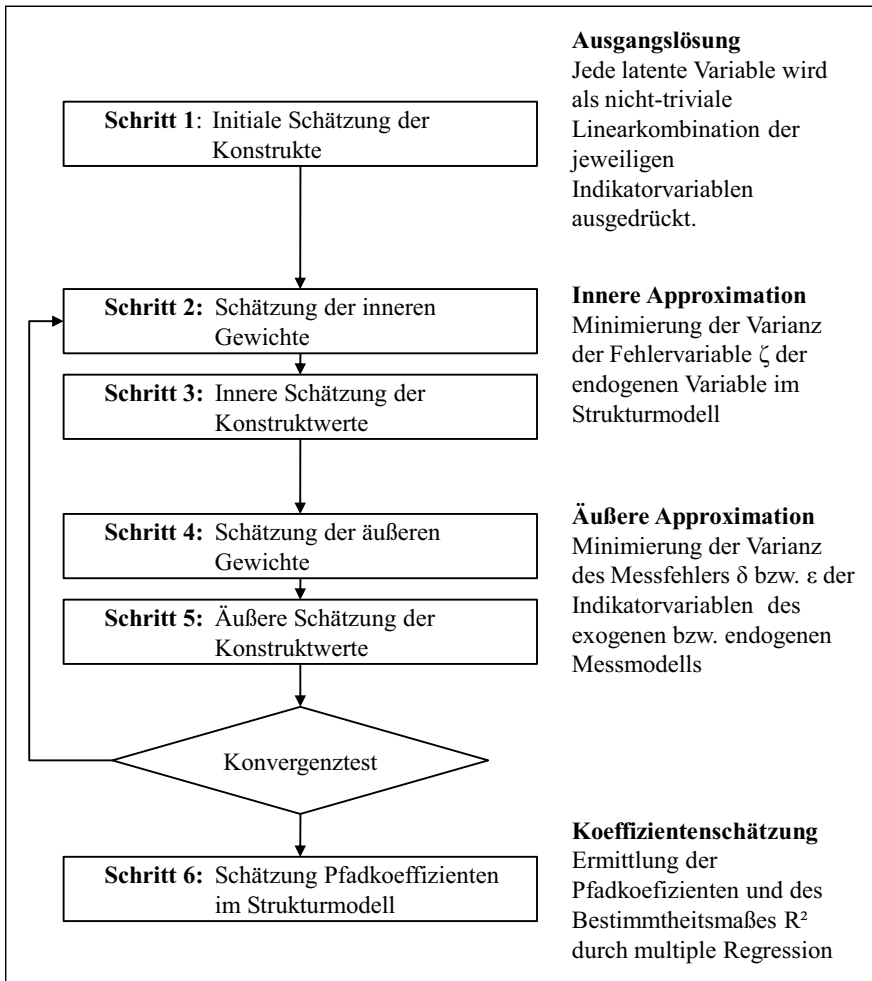 Ausgangslösung
Jede latente Variable wird
als nicht-triviale
Linearkombination der
jeweiligen
Indikatorvariablen
ausgedrückt.
Schritt 1: Initiale Schätzung der
Konstrukte
Schritt 2: Schätzung der inneren
Gewichte
Schritt 3: Innere Schätzung der
Konstruktwerte
Innere Approximation
Minimierung der Varianz
der Fehlervariable ζ der
endogenen Variable im
Strukturmodell
Schritt 4: Schätzung der äußeren
Gewichte
Schritt 5: Äußere Schätzung der
Konstruktwerte
Äußere Approximation
Minimierung der Varianz
des Messfehlers δ bzw. ε der
Indikatorvariablen des
exogenen bzw. endogenen
Messmodells
Konvergenztest
Schritt 6: Schätzung Pfadkoeffizienten
im Strukturmodell
Koeffizientenschätzung
Ermittlung der
Pfadkoefizienten und des
Bestimmtheitsmaßes R²
durch multiple Regression